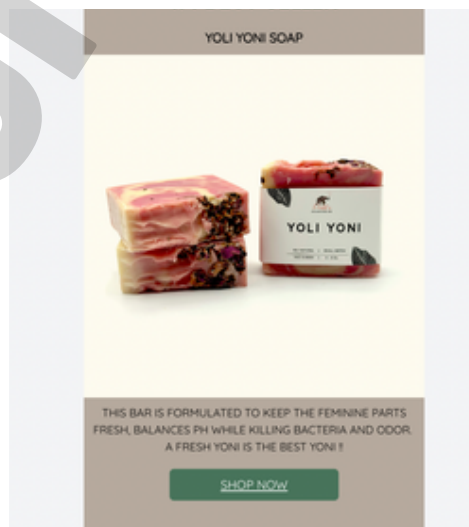 YOLI YONI SOAP
YOLI YONI
THIS BAR IS FORMULATED TO KEEP THE FEMININE PARTS
FRESH, BALANCES PH WHILE KILLING BACTERIA AND ODOR.
A FRESH YONI IS THE BEST YONI !!
SHOP NOW